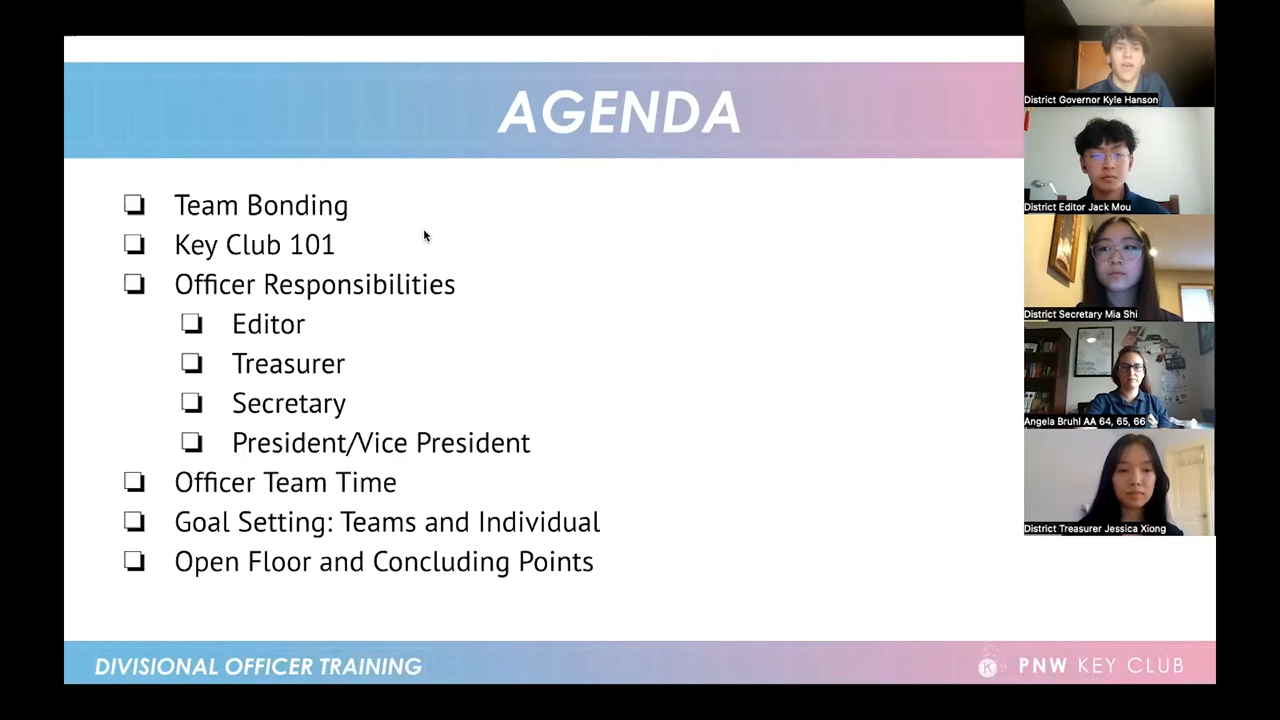 AGENDA
Team Bonding
Key Club 101
Officer Responsibilities
Editor
Treasurer
Secretary
President/Vice President
Officer Team Time
Goal Setting: Teams and Individual
Open Floor and Concluding Points
DIVISIONAL OFFICER TRAINING
K PNW KEY CLUB
District Governor Kyle Hanson
District Editor Jack Mou
District Secretary Mia Shi
Angela Bruhl AA 64, 65, 66
District Treasurer Jessica Xiong